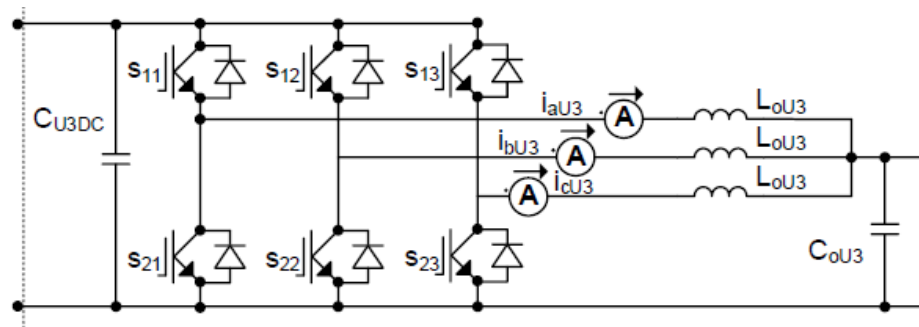 S11
S12
S13
iaU3
A
LoU3
CU3DC
ibU3
A
LoU3
icU3
A
LoU3
S21
S22
S23
CoU3